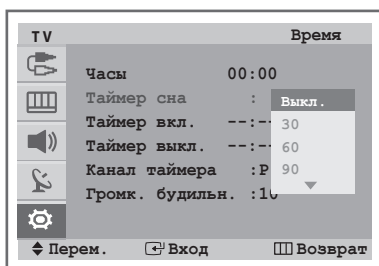 TV Время
Часы 00:00
Таймер сна : Выкл.
Таймер вкл. --:-- 30
Таймер выкл. --:-- 60
Канал таймера :P 90
Громк. будильн. :10
Перем. Вход Возврат